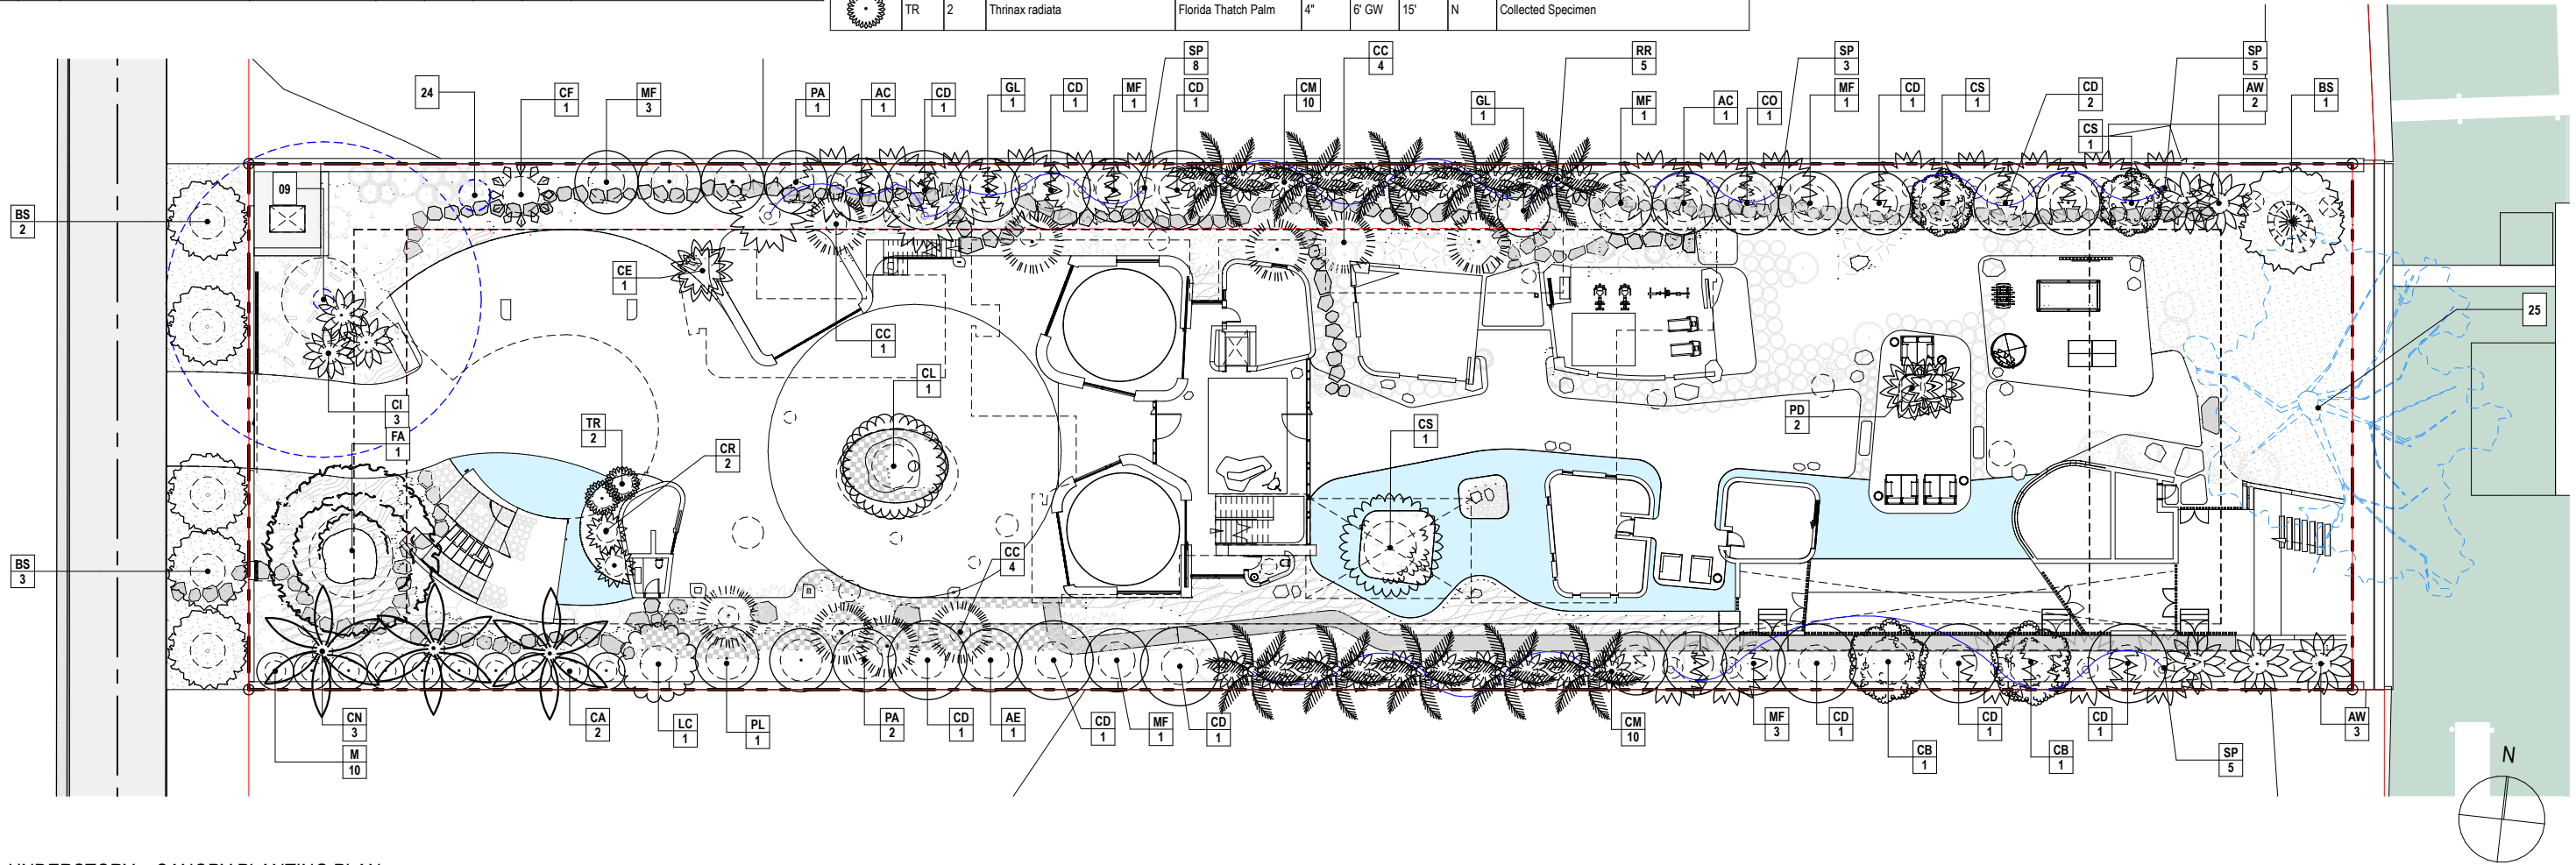 TR 2 Thrinax radiata Florida Thatch Palm 4" 6' GW 15' N Collected Specimen
SP
8
CC
4
RR
5
SP
3
SP
5
24
CF
1
MF
3
PA
1
AC
1
CD
1
GL
1
CD
1
MF
1
CD
1
CM
10
GL
1
MF
1
AC
1
CO
1
MF
1
CD
1
CS
1
CD
2
CS
1
AW
2
BS
1
09
BS
2
CE
1
CC
1
25
CL
1
CI
3
FA
1
TR
2
CR
2
CS
1
PD
2
CC
4
BS
3
CN
3
M
10
CA
2
LC
1
PL
1
PA
2
CD
1
AE
1
CD
1
MF
1
CD
1
CM
10
MF
3
CD
1
CB
1
CD
1
CB
1
CD
1
SP
5
AW
3
N